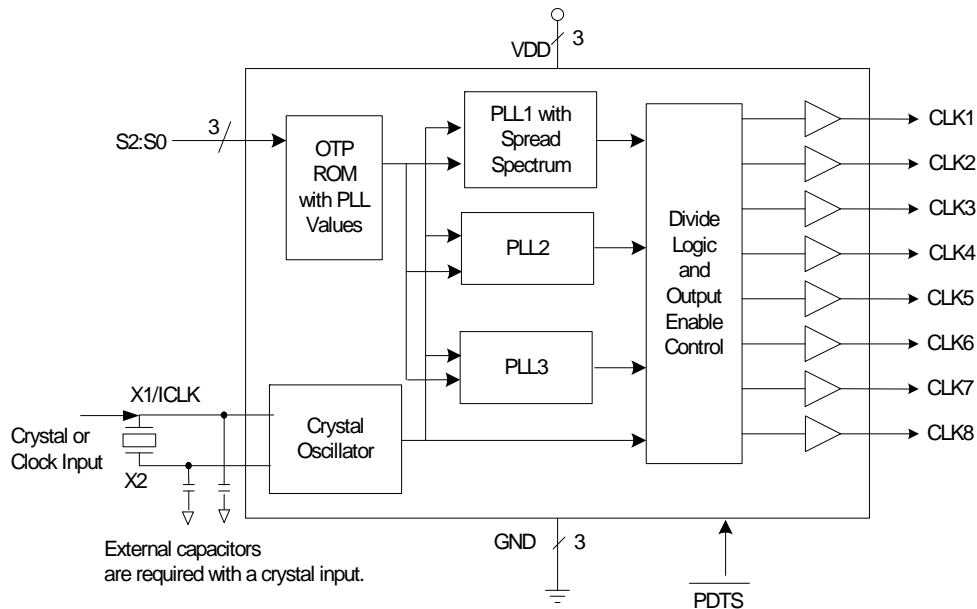 VDD
3
S2:S0
3
OTP
ROM
with PLL
Values
PLL1 with
Spread
Spectrum
PLL2
PLL3
Divide
Logic
and
Output
Enable
Control
CLK1
CLK2
CLK3
CLK4
CLK5
CLK6
CLK7
CLK8
X1/ICLK
Crystal or
Clock Input
X2
Crystal
Oscillator
External capacitors
are required with a crystal input.
GND
3
PDTS